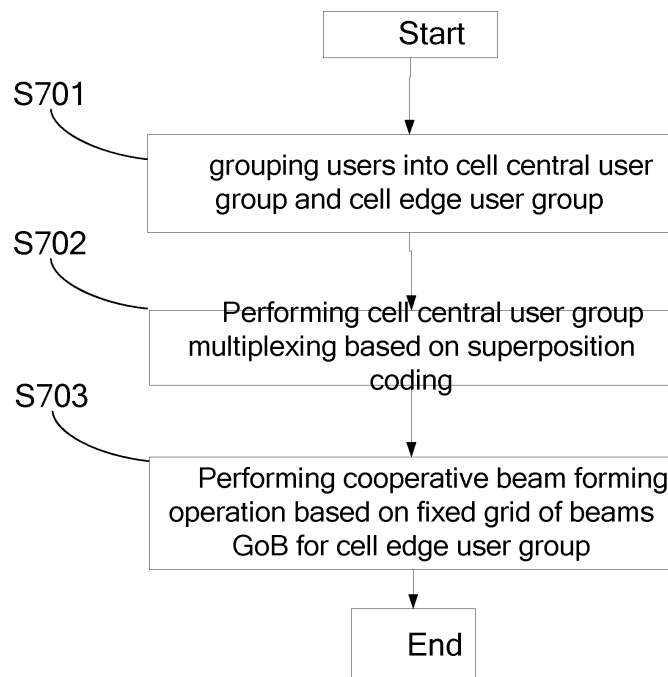 Start
S701
grouping users into cell central user
group and cell edge user group
S702
Performing cell central user group
multiplexing based on superposition
coding
S703
Performing cooperative beam forming
operation based on fixed grid of beams
GoB for cell edge user group
End